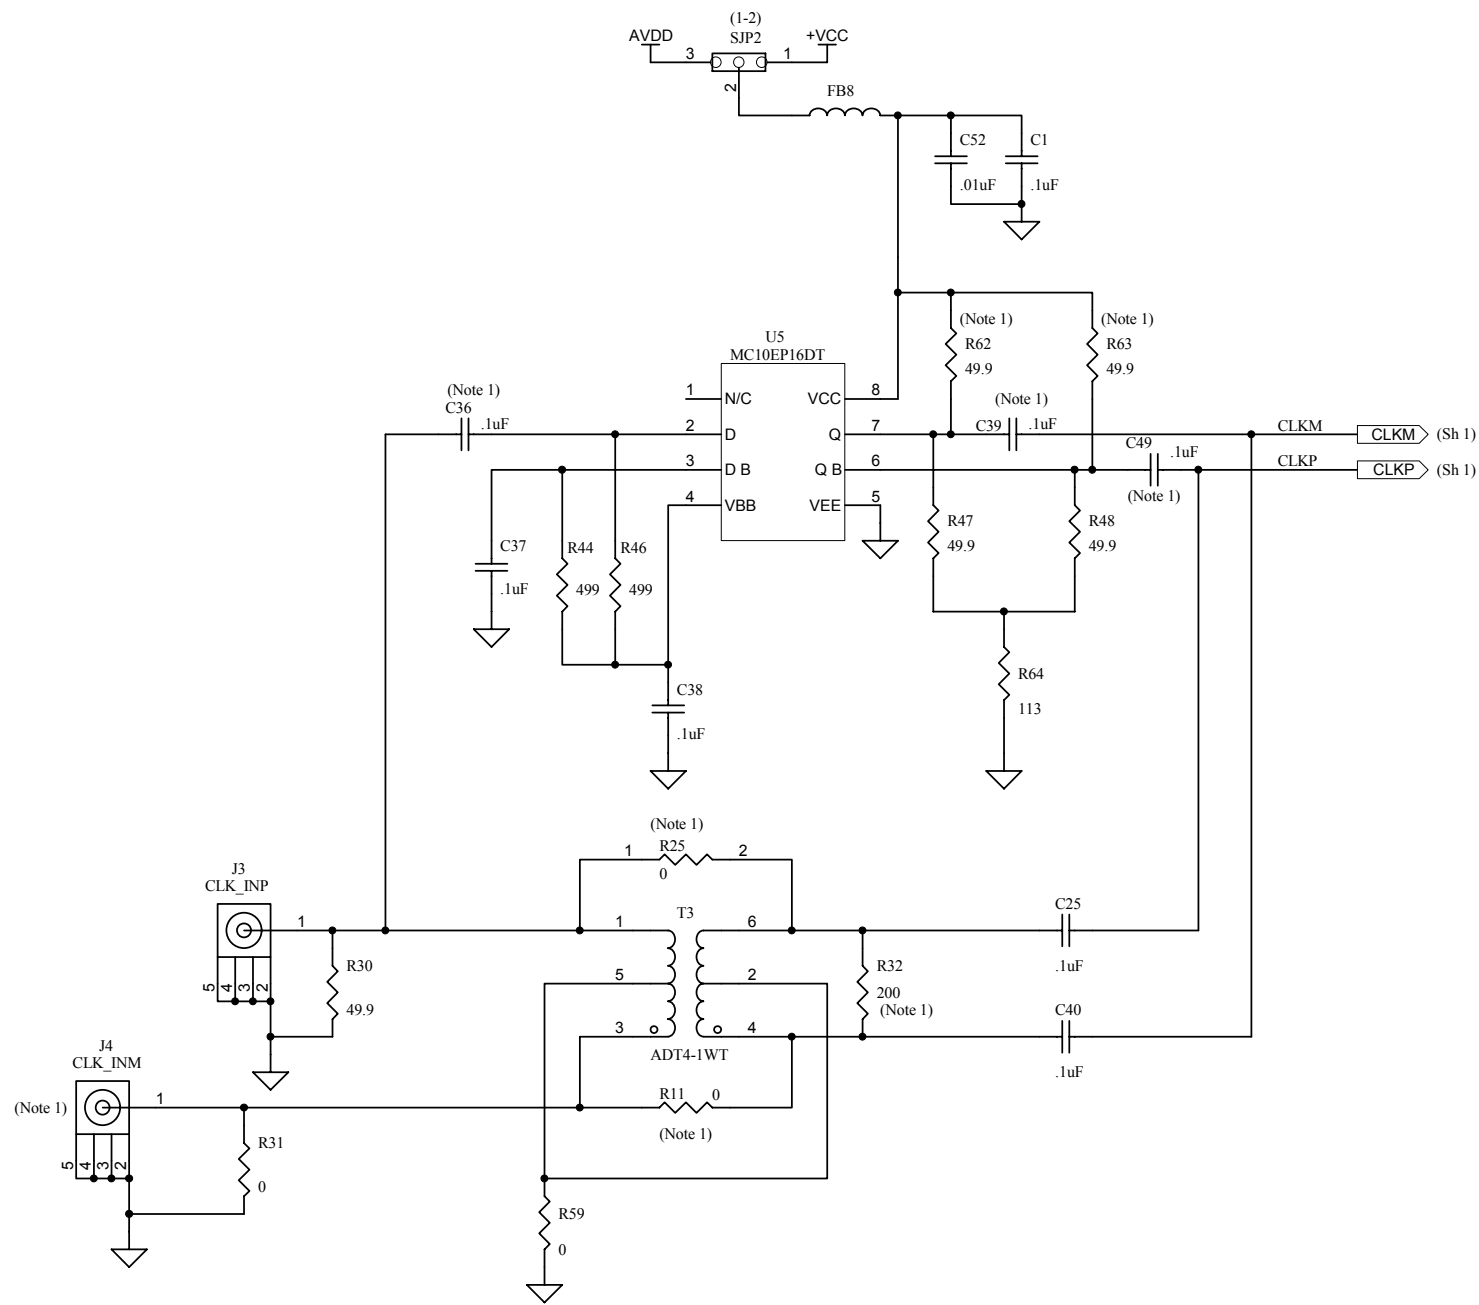 (1-2)
SJP2
AVDD
+VCC
3
1
2
FB8
C52
C1
.01uF
.1uF
(Note 1)
R62
49.9
(Note 1)
R63
49.9
U5
MC10EP16DT
1
N/C
VCC
8
2
D
Q
7
3
D B
Q B
6
4
VBB
VEE
5
(Note 1)
C36
.1uF
(Note 1)
C39
.1uF
CLKM
CLKM
(Sh 1)
C49
.1uF
(Note 1)
CLKP
CLKP
(Sh 1)
C37
.1uF
R44
499
R46
499
R47
49.9
R48
49.9
C38
.1uF
R64
113
(Note 1)
1
R25
2
0
J3
CLK_INP
1
5
4
3
2
R30
49.9
T3
1
6
5
2
3
4
ADT4-1WT
R32
200
(Note 1)
C25
.1uF
C40
.1uF
J4
CLK_INM
(Note 1)
1
5
4
3
2
R31
0
R11
0
(Note 1)
R59
0